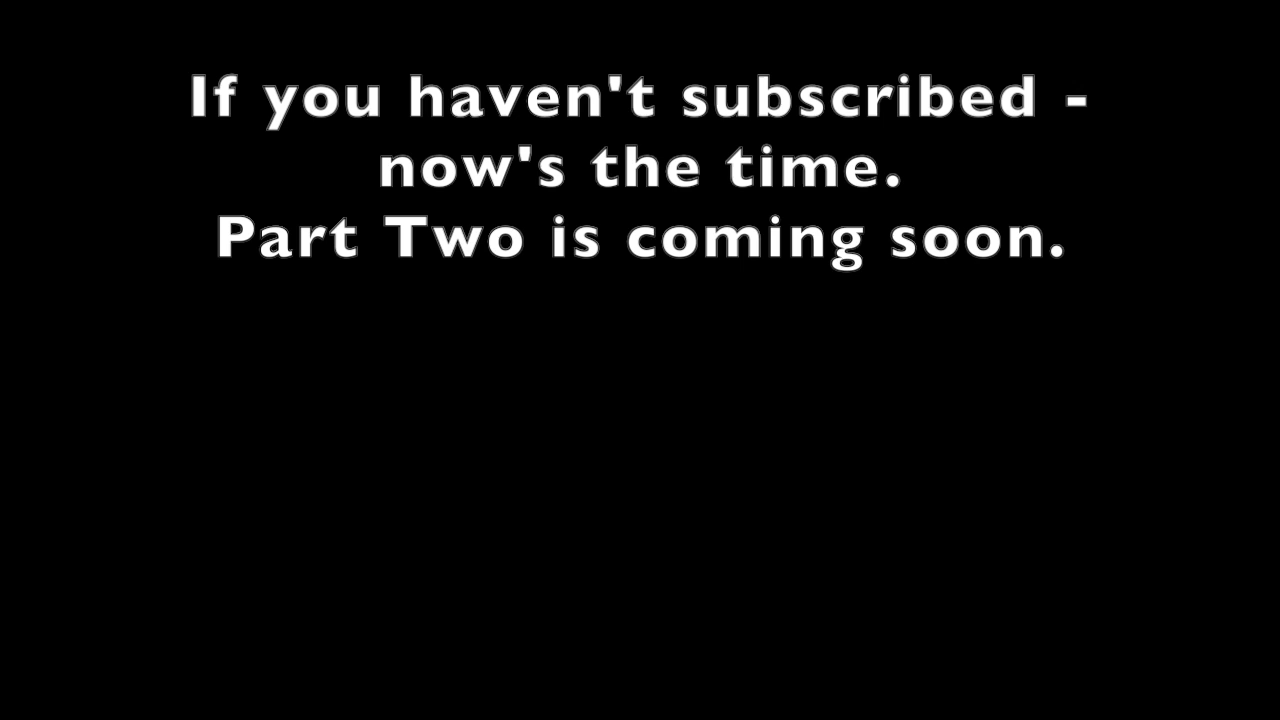 If you haven't subscribed -
now's the time.
Part Two is coming soon.